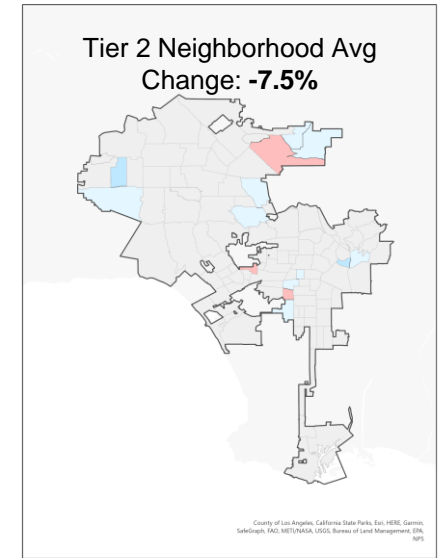 Tier 2 Neighborhood Avg
Change: -7.5%
County of Los Angeles, California State Parks, Esri, HERE, Garmin,
SafeGraph, FAO, METI/NASA, USGS, Bureau of Land Management, EPA,
NPS